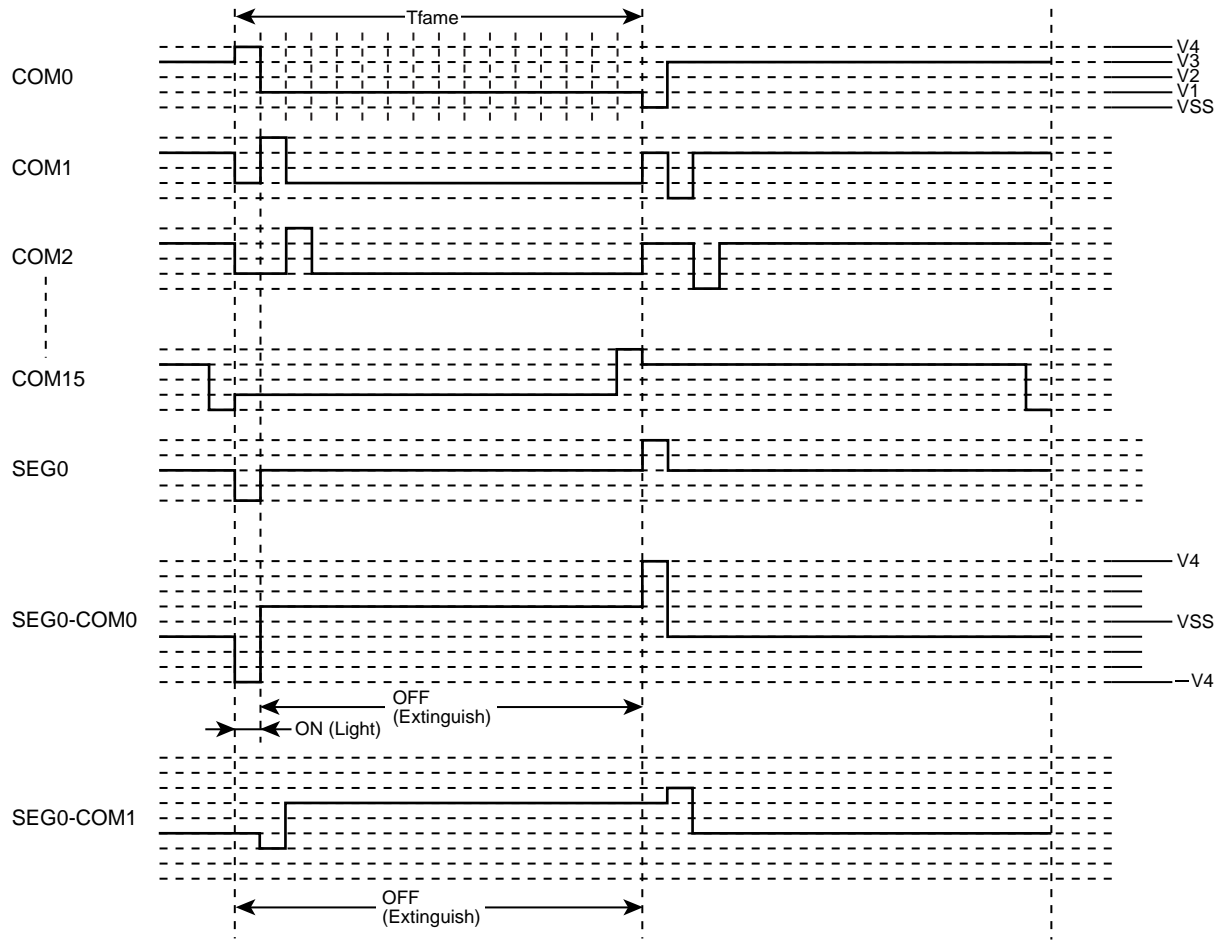 Tfame
COM0
V4
V3
V2
V1
VSS
COM1
COM2
COM15
SEG0
SEG0-COM0
V4
VSS
−V4
OFF
(Extinguish)
ON (Light)
SEG0-COM1
OFF
(Extinguish)